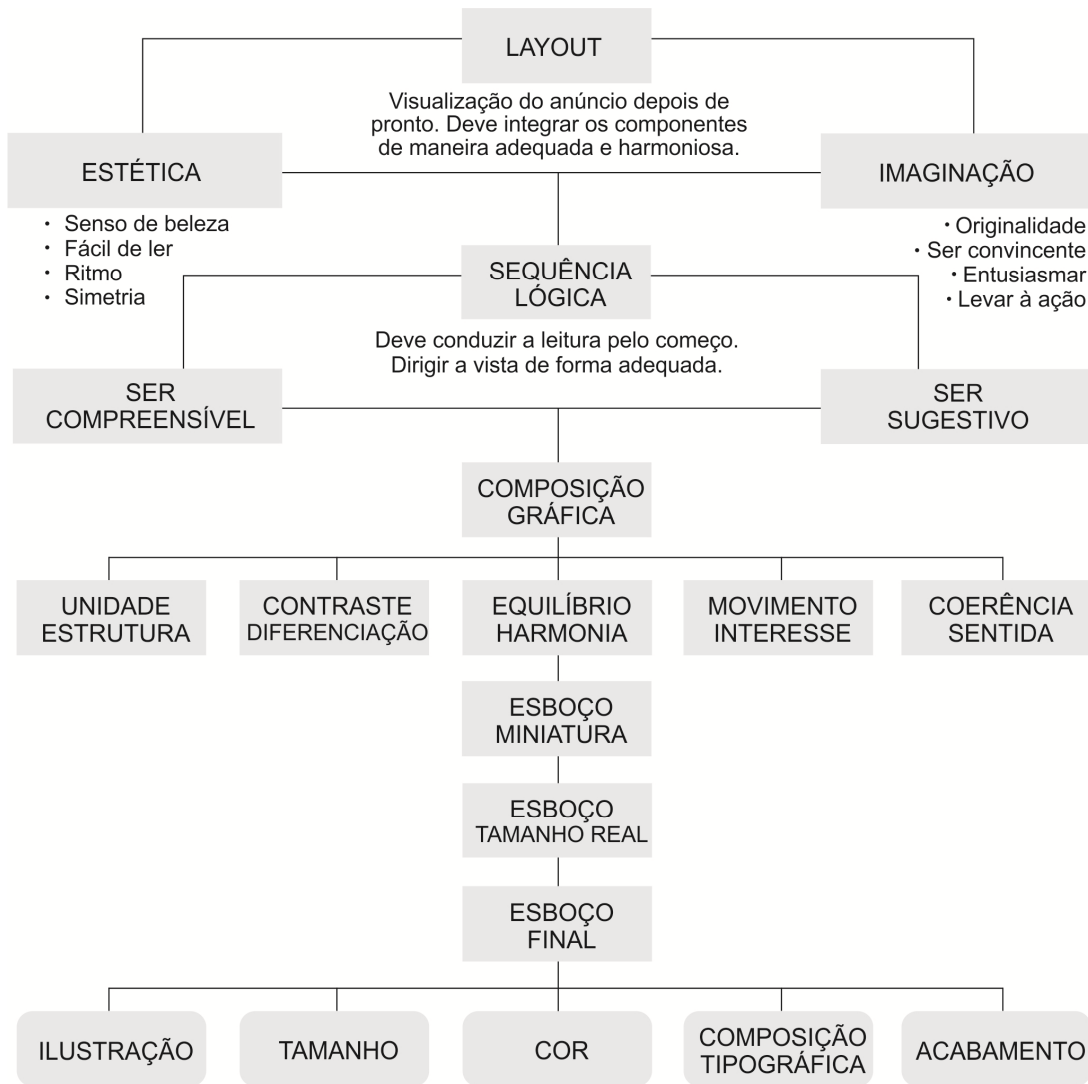 LAYOUT
Visualização do anúncio depois de
pronto. Deve integrar os componentes
de maneira adequada e harmoniosa.
ESTÉTICA
• Senso de beleza
• Fácil de ler
• Ritmo
• Simetria
IMAGINAÇÃO
• Originalidade
• Ser convincente
• Entusiasmar
• Levar à ação
SEQUÊNCIA
LÓGICA
Deve conduzir a leitura pelo começo.
Dirigir a vista de forma adequada.
SER
COMPREENSÍVEL
SER
SUGESTIVO
COMPOSIÇÃO
GRÁFICA
UNIDADE
ESTRUTURA
CONTRASTE
DIFERENCIAÇÃO
EQUILÍBRIO
HARMONIA
MOVIMENTO
INTERESSE
COERÊNCIA
SENTIDA
ESBOÇO
MINIATURA
ESBOÇO
TAMANHO REAL
ESBOÇO
FINAL
ILUSTRAÇÃO
TAMANHO
COR
COMPOSIÇÃO
TIPOGRÁFICA
ACABAMENTO